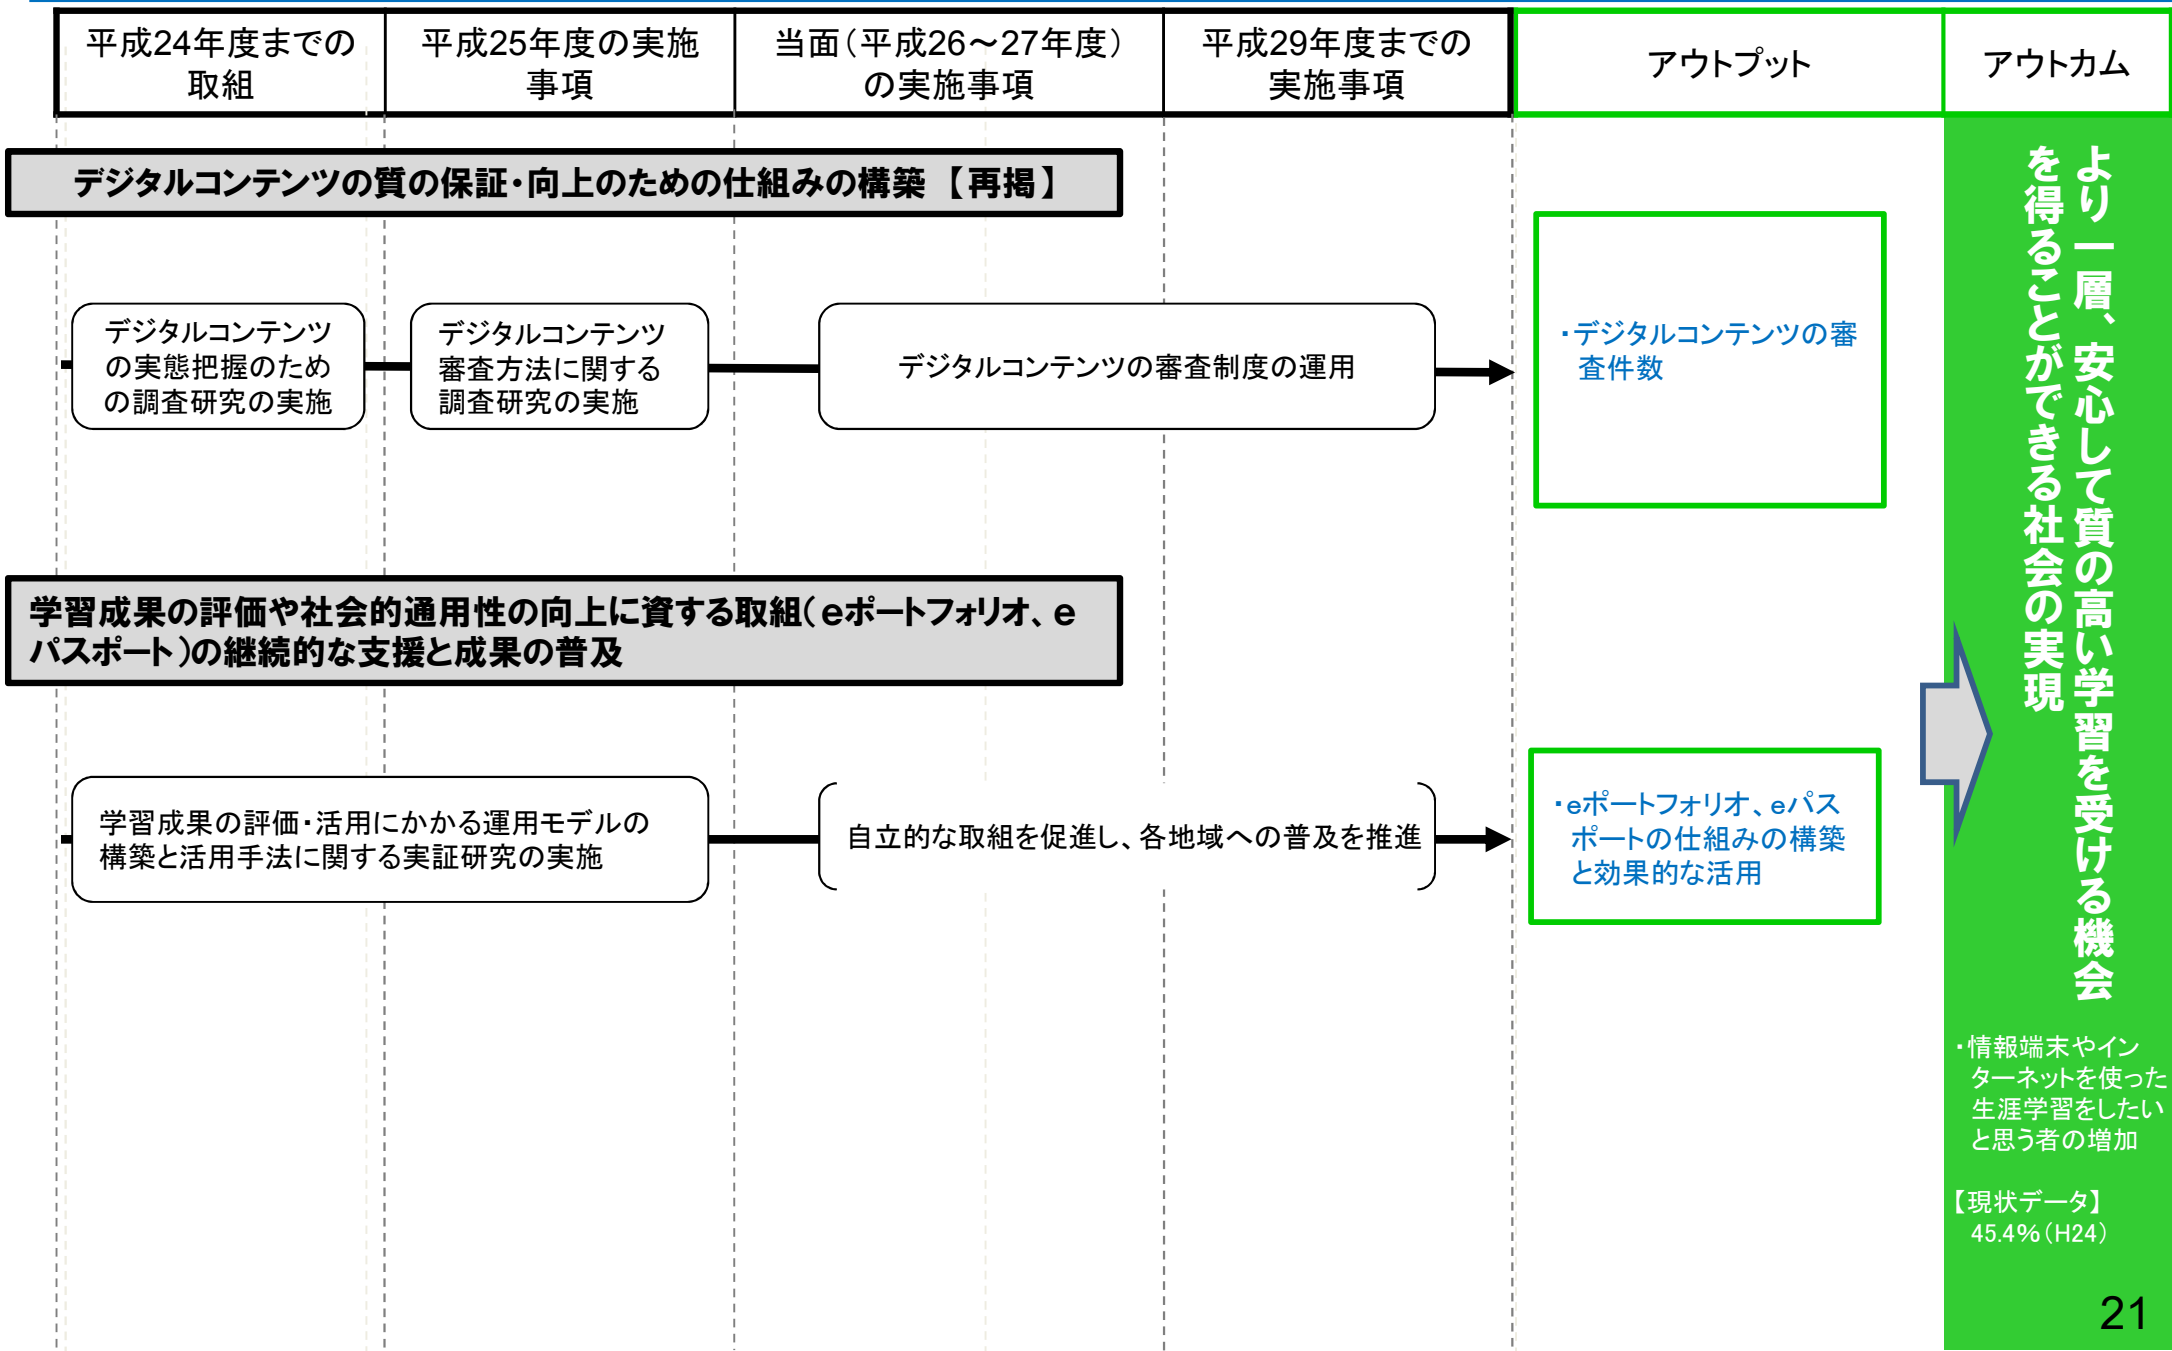 平成24年度までの
取組
平成25年度の実施
事項
当面（平成26～27年度）
の実施事項
平成29年度までの
実施事項
アウトプット
アウトカム
デジタルコンテンツの質の保証・向上のための仕組みの構築 【再掲】
デジタルコンテンツ
の実態把握のため
の調査研究の実施
デジタルコンテンツ
審査方法に関する
調査研究の実施
デジタルコンテンツの審査制度の運用
・デジタルコンテンツの審
査件数
学習成果の評価や社会的通用性の向上に資する取組（eポートフォリオ、e
パスポート）の継続的な支援と成果の普及
学習成果の評価・活用にかかる運用モデルの
構築と活用手法に関する実証研究の実施
自立的な取組を促進し、各地域への普及を推進
・eポートフォリオ、eパス
ポートの仕組みの構築
と効果的な活用
より一層、安心して質の高い学習を受ける機会
を得ることができる社会の実現
・情報端末やイン
ターネットを使った
生涯学習をしたい
と思う者の増加
【現状データ】
45.4%（H24）
21